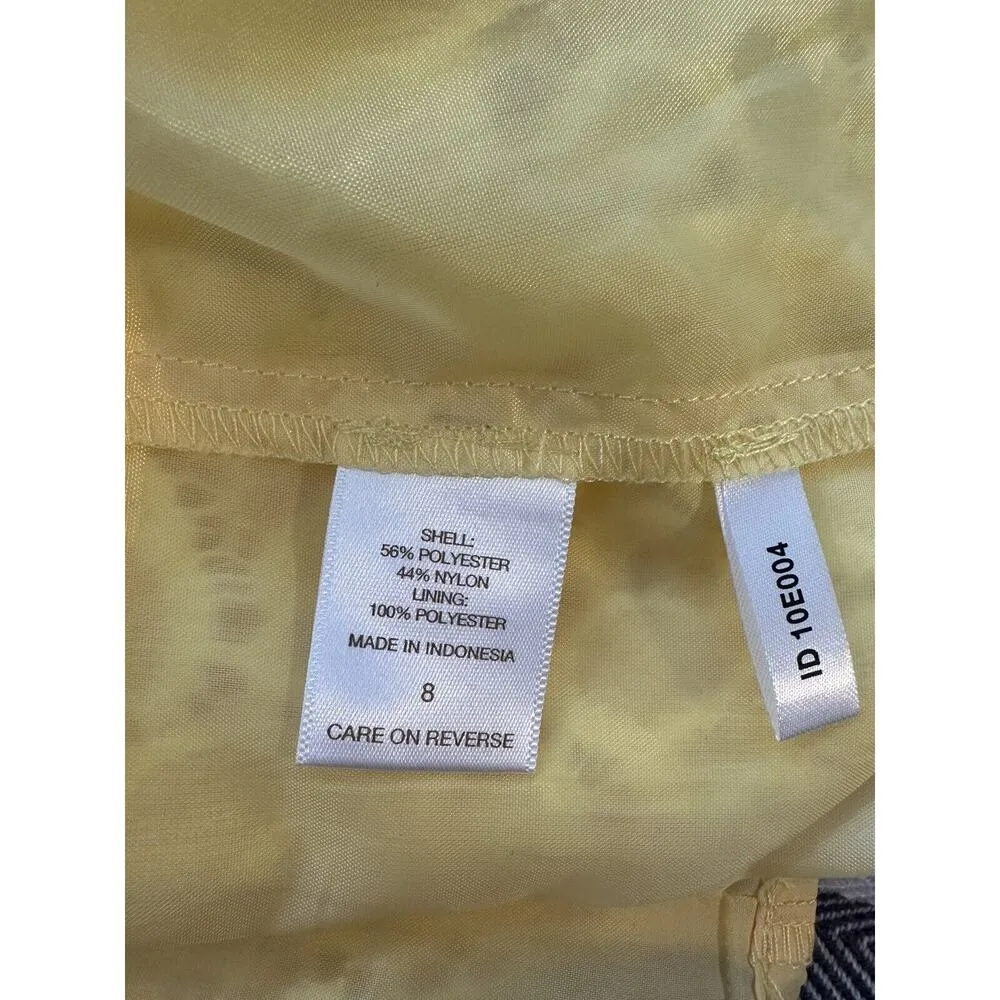 SHELL:
56% POLYESTER
44% NYLON
LINING:
100% POLYESTER
MADE IN INDONESIA
8
CARE ON REVERSE
ID 10E004